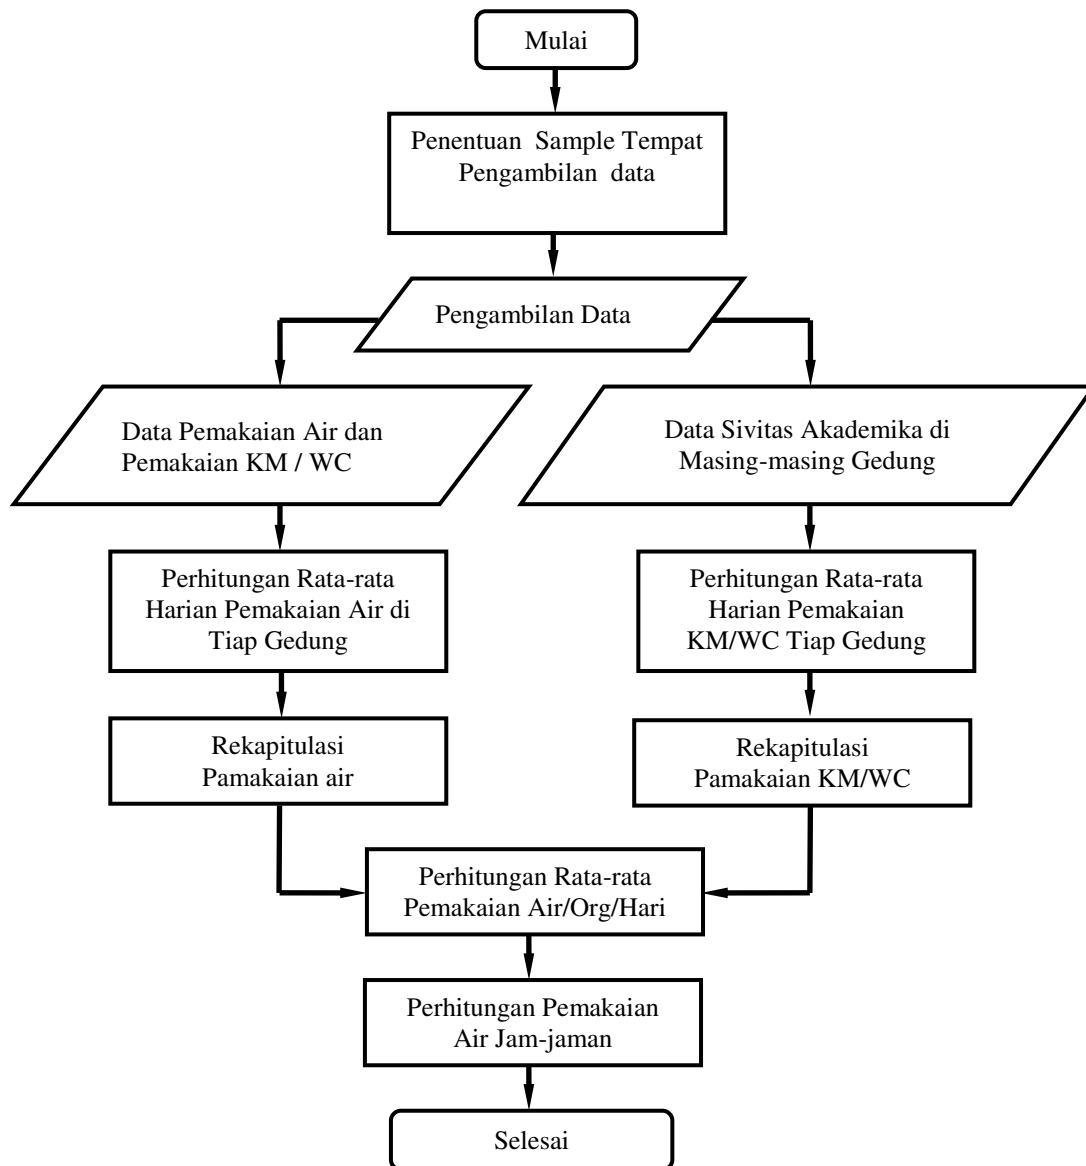 Mulai
Penentuan Sample Tempat
Pengambilan data
Pengambilan Data
Data Pemakaian Air dan
Pemakaian KM / WC
Data Sivitas Akademika di
Masing-masing Gedung
Perhitungan Rata-rata
Harian Pemakaian Air di
Tiap Gedung
Perhitungan Rata-rata
Harian Pemakaian
KM/WC Tiap Gedung
Rekapitulasi
Pamakaian air
Rekapitulasi
Pamakaian KM/WC
Perhitungan Rata-rata
Pemakaian Air/Org/Hari
Perhitungan Pemakaian
Air Jam-jaman
Selesai